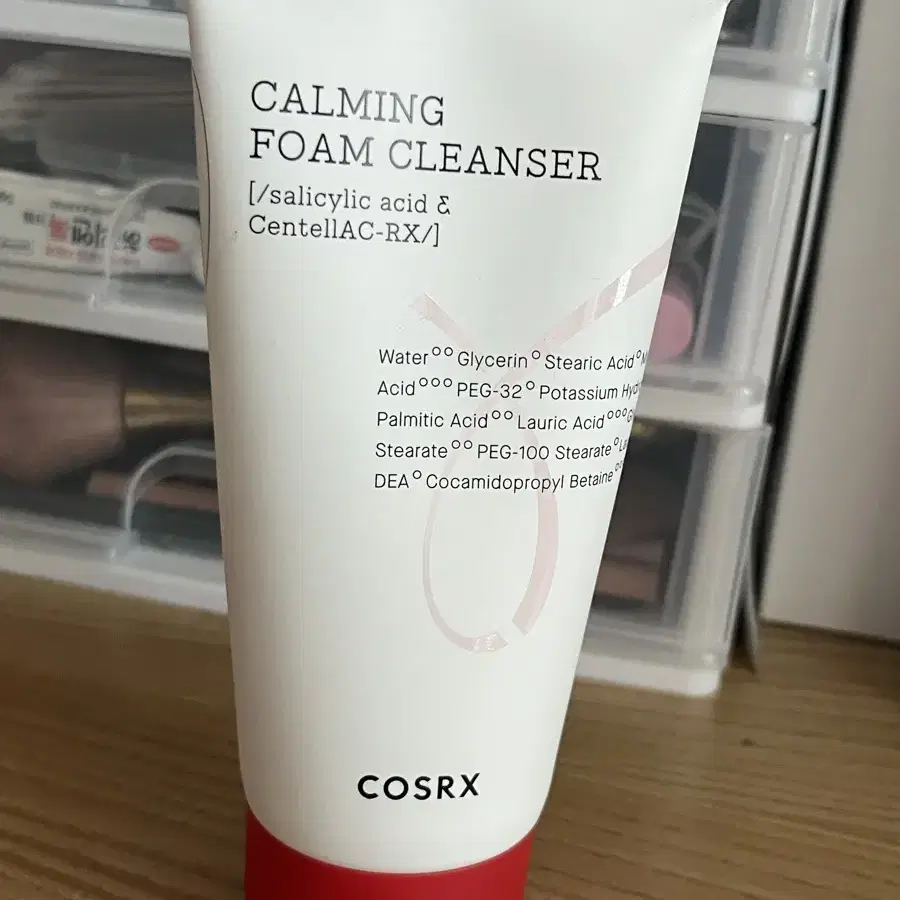 CALMING
FOAM CLEANSER
[/salicylic acid &
CentellAC-RX/]
Water°° Glycerin° Stearic Acid°
Acid°°° PEG-32° Potassium
Palmitic Acid°° Lauric Acid°°°
Stearate°° PEG-100 Stearate°
DEA° Cocamidopropyl Betaine°°
COSRX